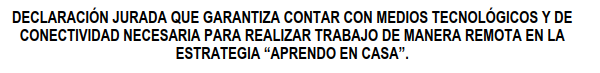 DECLARACIÓN JURADA QUE GARANTIZA CONTAR CON MEDIOS TECNOLÓGICOS Y DE
CONECTIVIDAD NECESARIA PARA REALIZAR TRABAJO DE MANERA REMOTA EN LA
ESTRATEGIA “APRENDO EN CASA”.